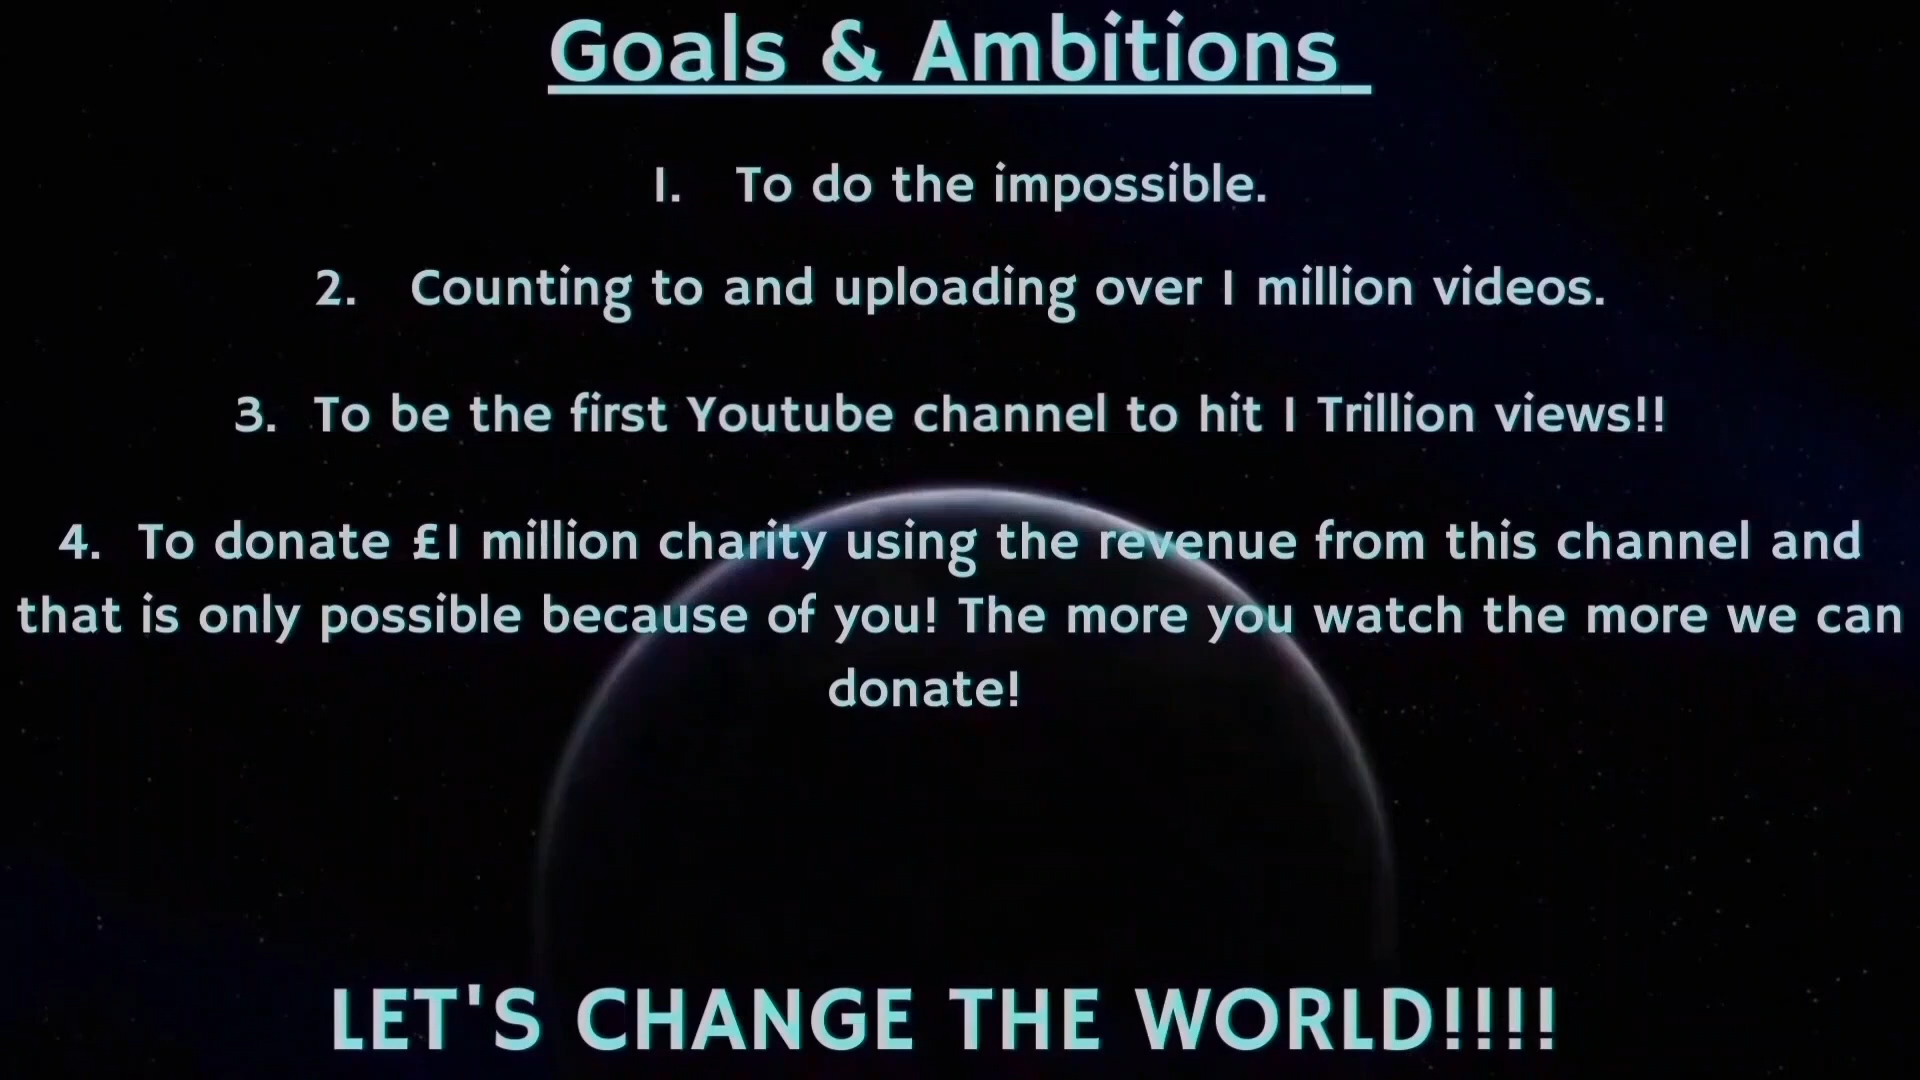 Goals & Ambitions
1. To do the impossible.
2. Counting to and uploading over 1 million videos.
3. To be the first Youtube channel to hit 1 Trillion views!!
4. To donate £1 million charity using the revenue from this channel and
that is only possible because of you! The more you watch the more we can
donate!
LET'S CHANGE THE WORLD!!!!